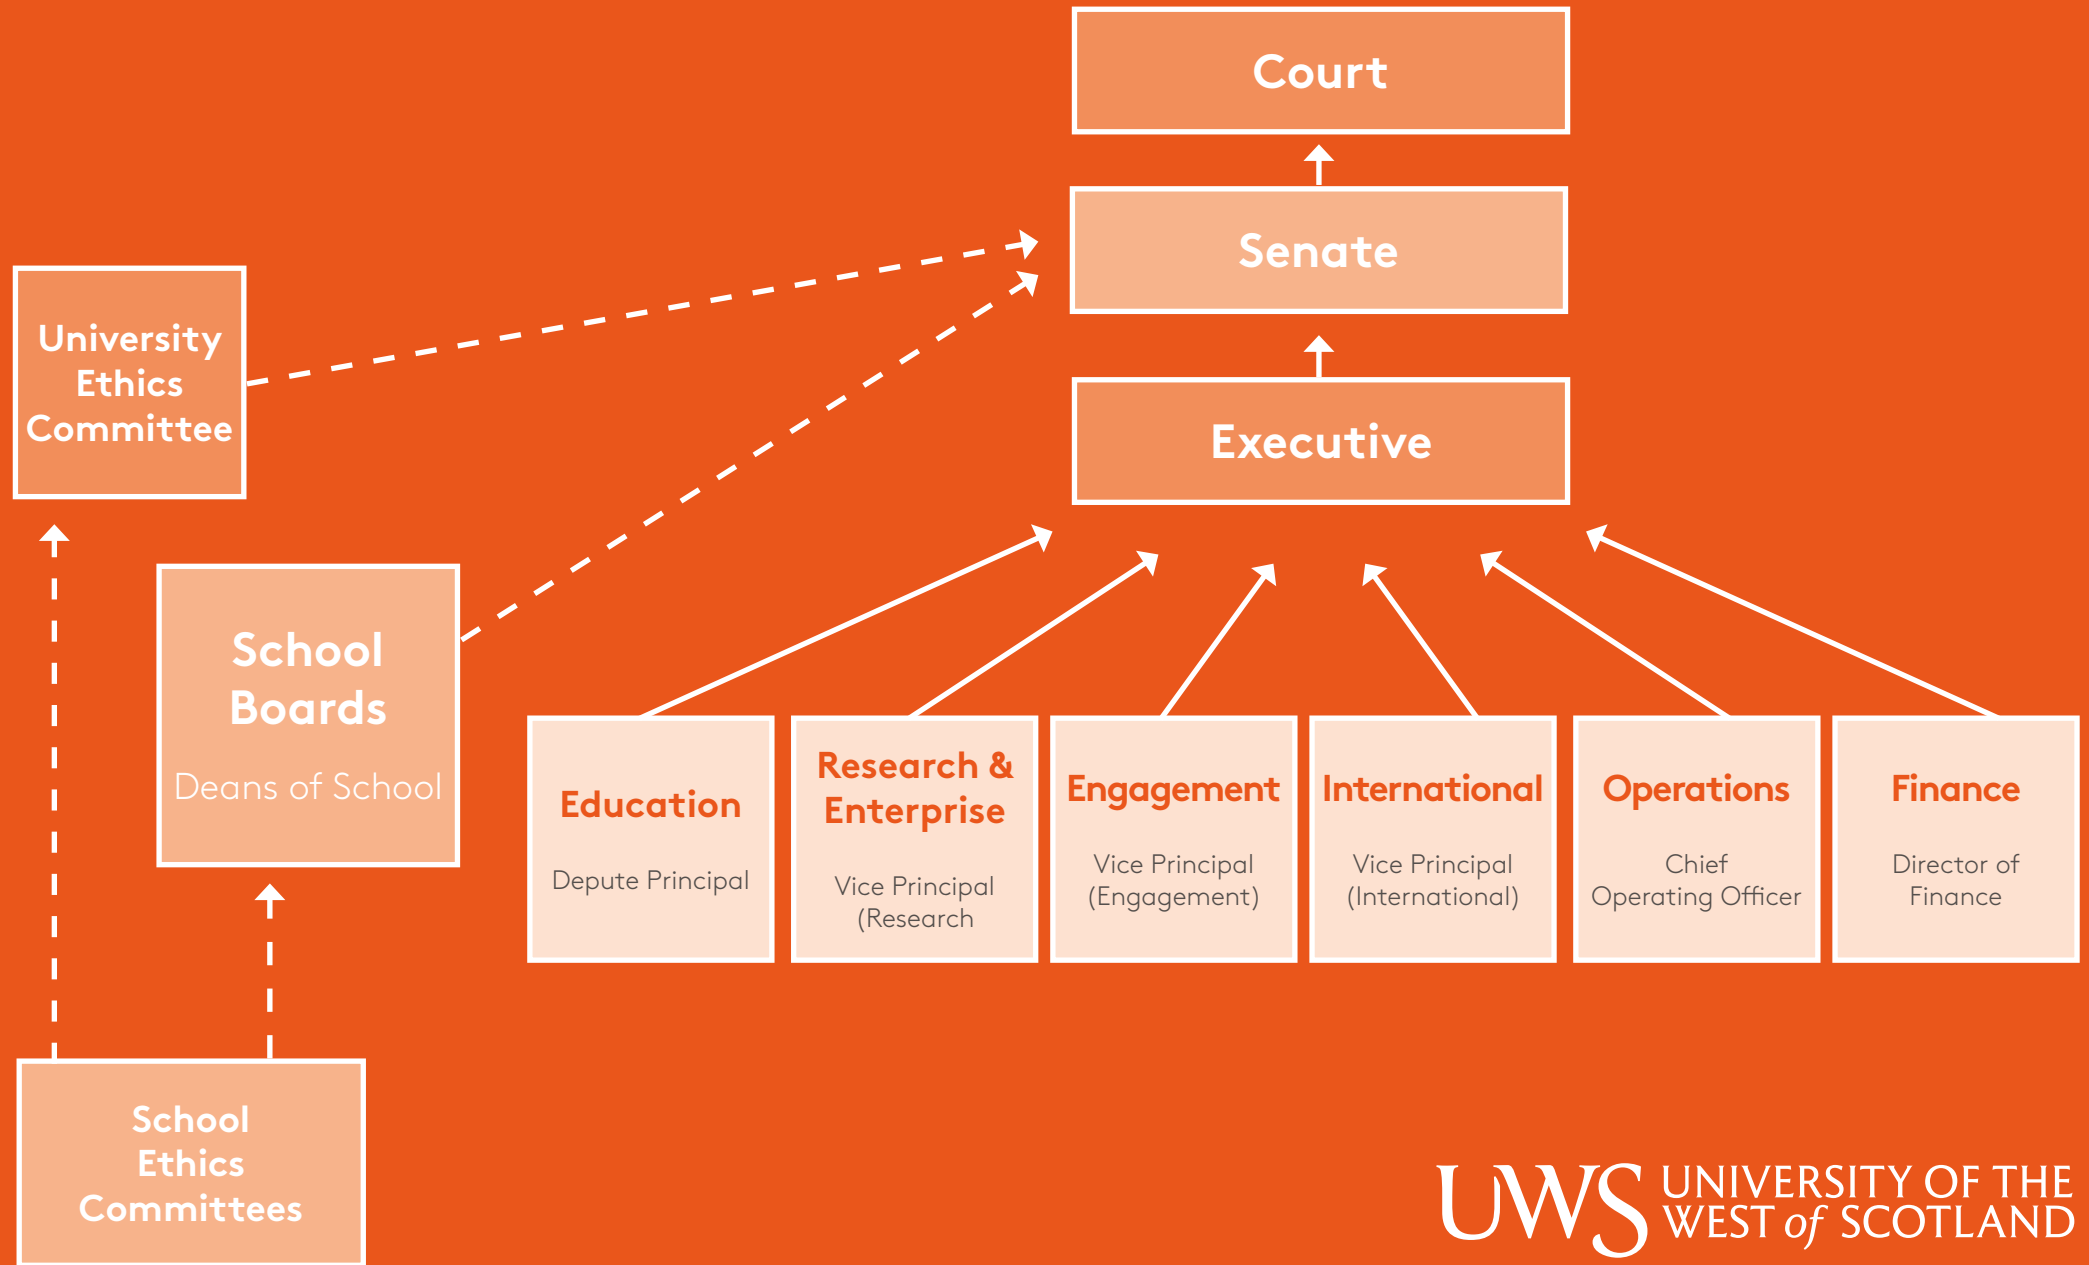 Court
Senate
Executive
University
Ethics
Committee
School
Boards
Deans of School
Education
Depute Principal
Research &
Enterprise
Vice Principal
(Research
Engagement
Vice Principal
(Engagement)
International
Vice Principal
(International)
Operations
Chief
Operating Officer
Finance
Director of
Finance
School
Ethics
Committees
UWS
UNIVERSITY OF THE
WEST of SCOTLAND